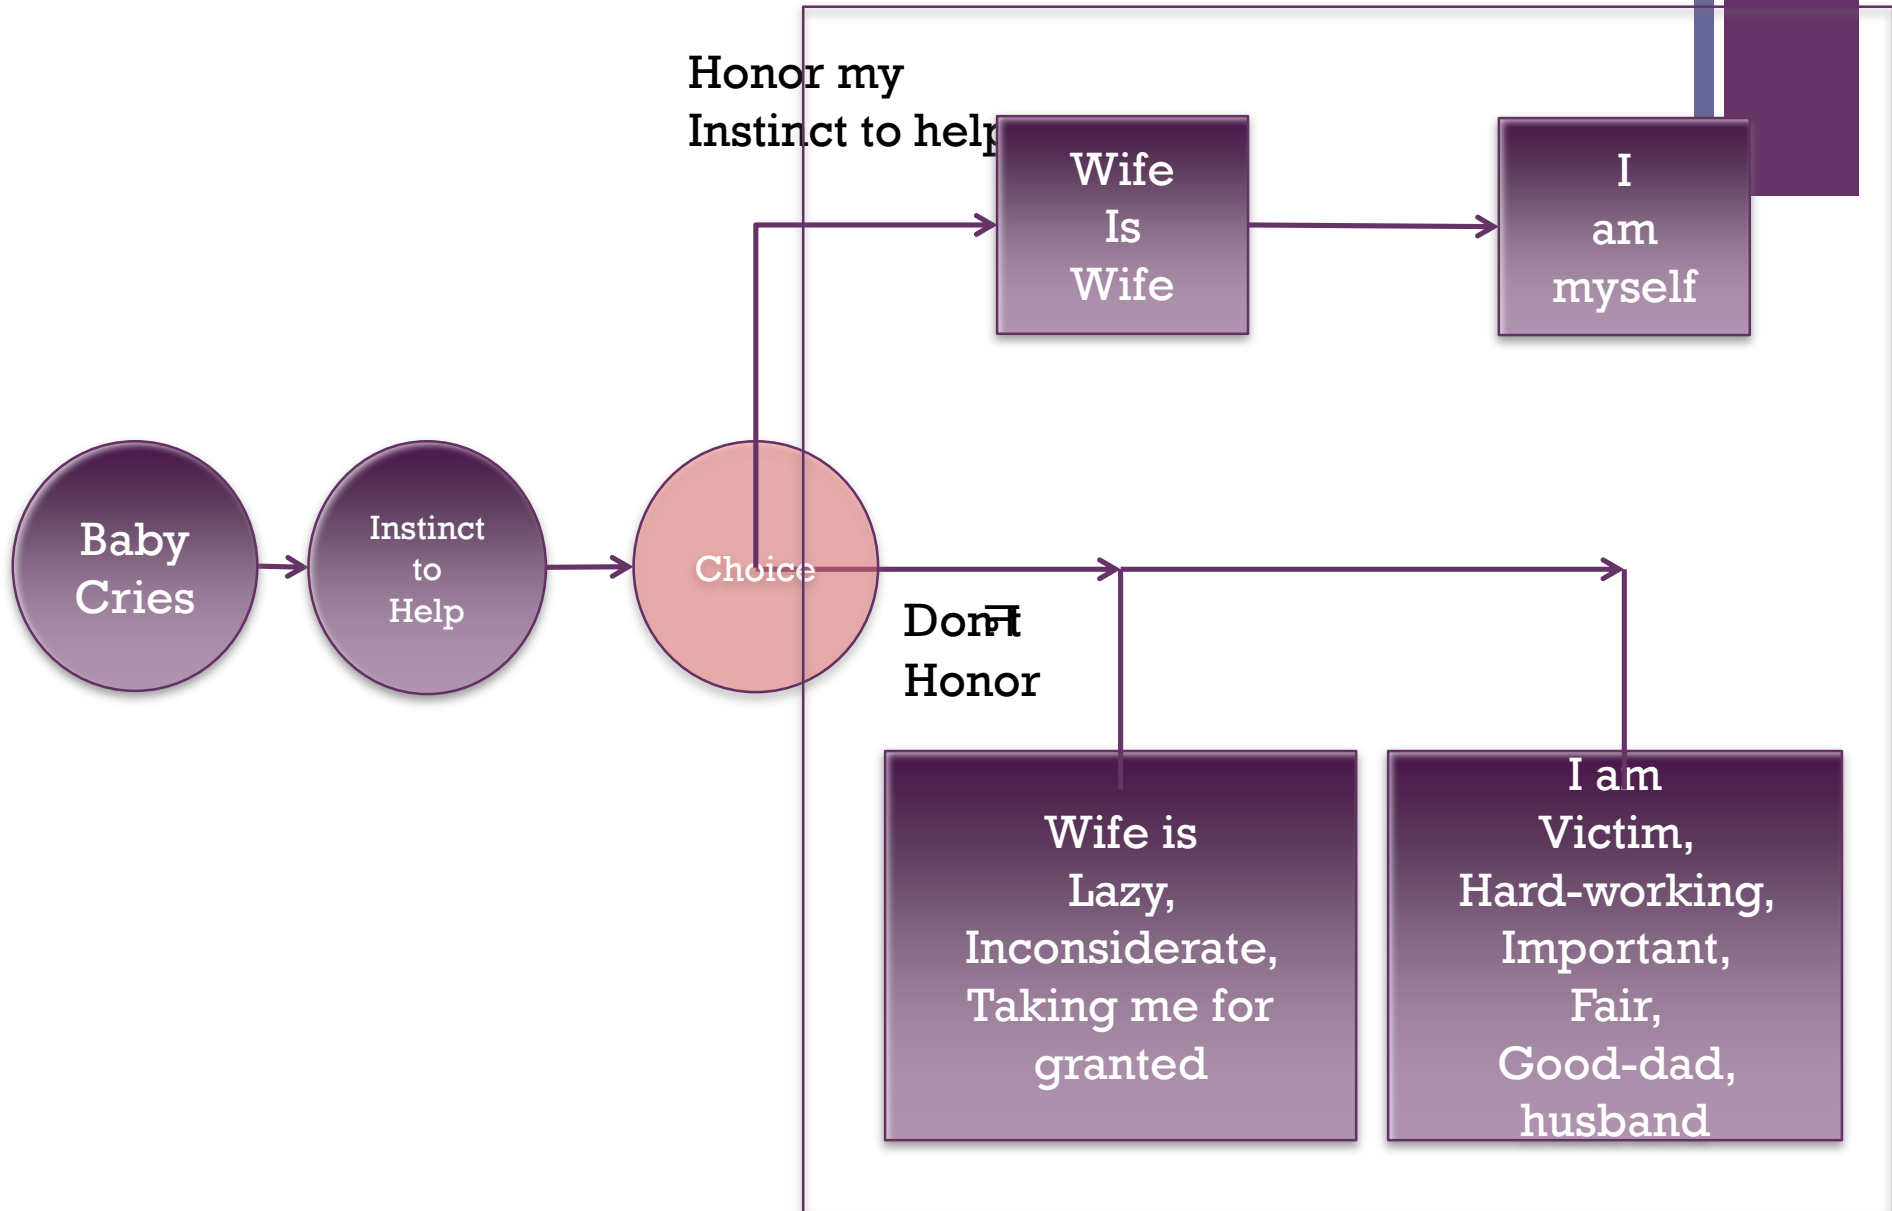 Honor my
Instinct to help
Wife
Is
Wife
I
am
myself
Baby
Cries
Instinct
to
Help
Choice
Don't
Honor
Wife is
Lazy,
Inconsiderate,
Taking me for
granted
I am
Victim,
Hard-working,
Important,
Fair,
Good-dad,
husband